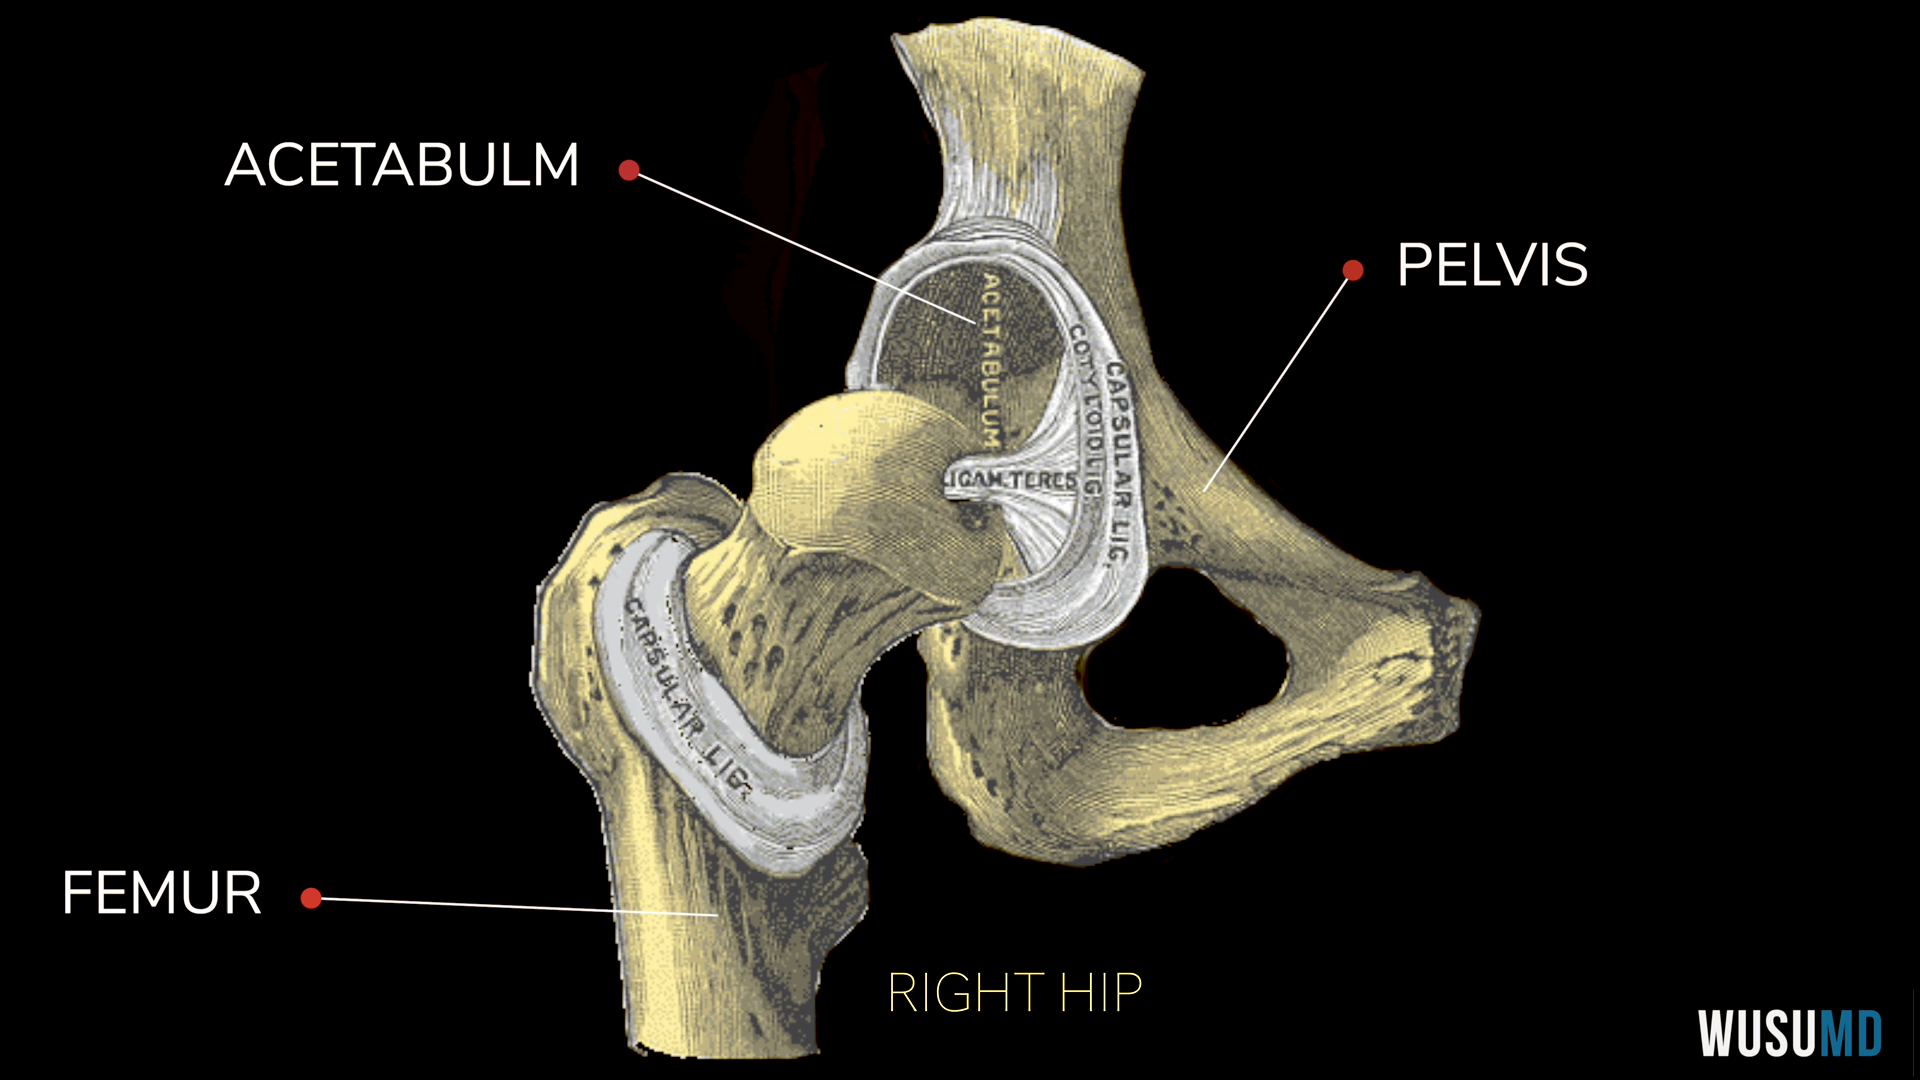 ACETABULM
PELVIS
ACETABULUM
COTYLOID LIG.
CAPSULAR LIG.
LIGAM. TERES
CAPSULAR LIG.
FEMUR
RIGHT HIP
WUSUMD